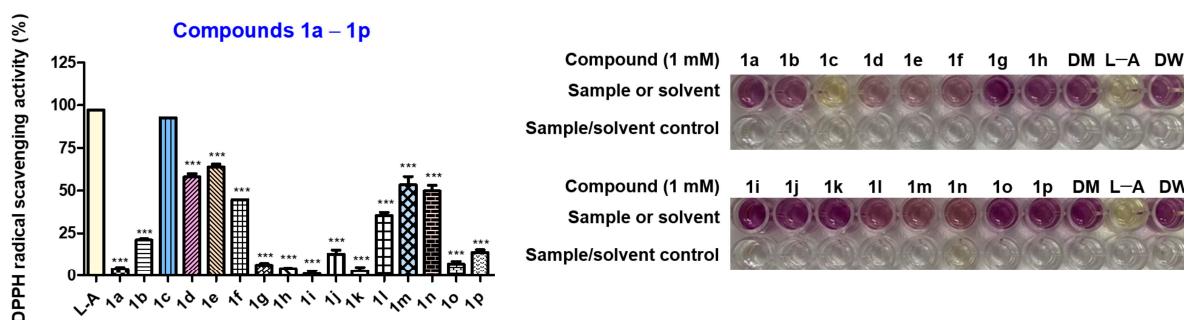 Compounds 1a – 1p
DPPH radical scavenging activity (%)
125
100
75
50
25
0
*** *** *** *** *** *** *** *** *** *** *** *** *** *** ***
L-A 1a 1b 1c 1d 1e 1f 1g 1h 1i 1j 1k 1l 1m 1n 1o 1p
Compound (1 mM) 1a 1b 1c 1d 1e 1f 1g 1h DM L–A DW
Sample or solvent
Sample/solvent control
Compound (1 mM) 1i 1j 1k 1l 1m 1n 1o 1p DM L–A DW
Sample or solvent
Sample/solvent control